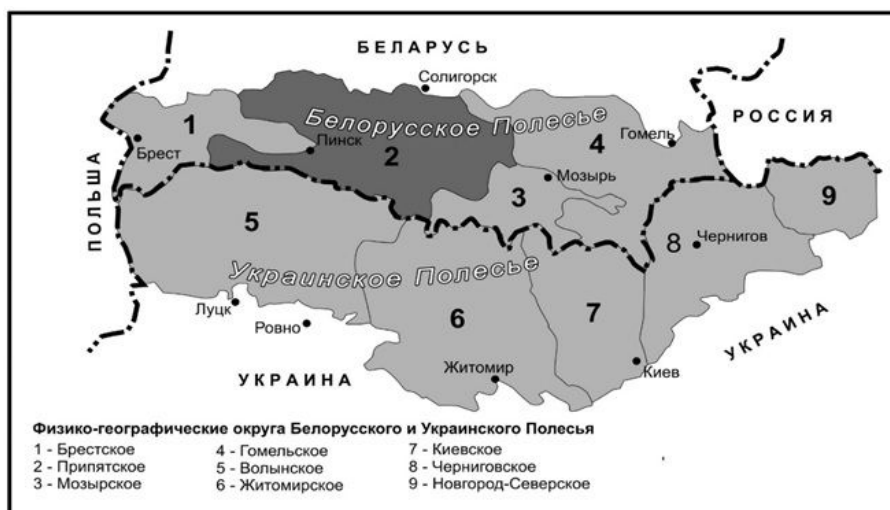 БЕЛАРУСЬ
Солигорск
РОССИЯ
Белорусское Полесье
1
4
Гомель
Брест
Пинск
2
Мозырь
3
9
ПОЛЬША
5
8
Чернигов
Украинское Полесье
Луцк
Ровно
6
7
УКРАИНА
УКРАИНА
Житомир
Киев
Физико-географические округа Белорусского и Украинского Полесья
1 - Брестское
2 - Припятское
3 - Мозырское
4 - Гомельское
5 - Волынское
6 - Житомирское
7 - Киевское
8 - Черниговское
9 - Новгород-Северское